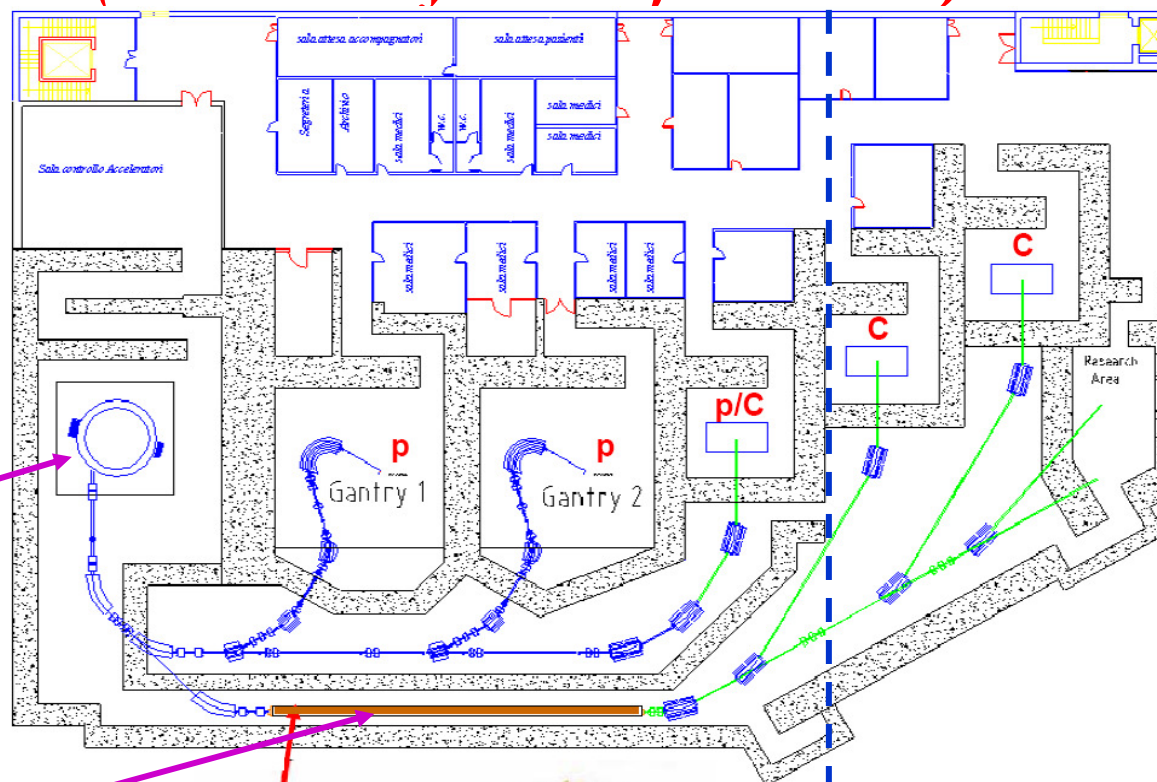 sala attesa accompagnatori
sala attesa pazienti
Segreteria
Archivio
sala medici
w.c.
w.c.
sala medici
sala medici
sala medici
Sala controllo Acceleratori
sala medici
sala medici
sala medici
sala medici
C
C
Research
Area
p/C
p
p
Gantry 1
Gantry 2